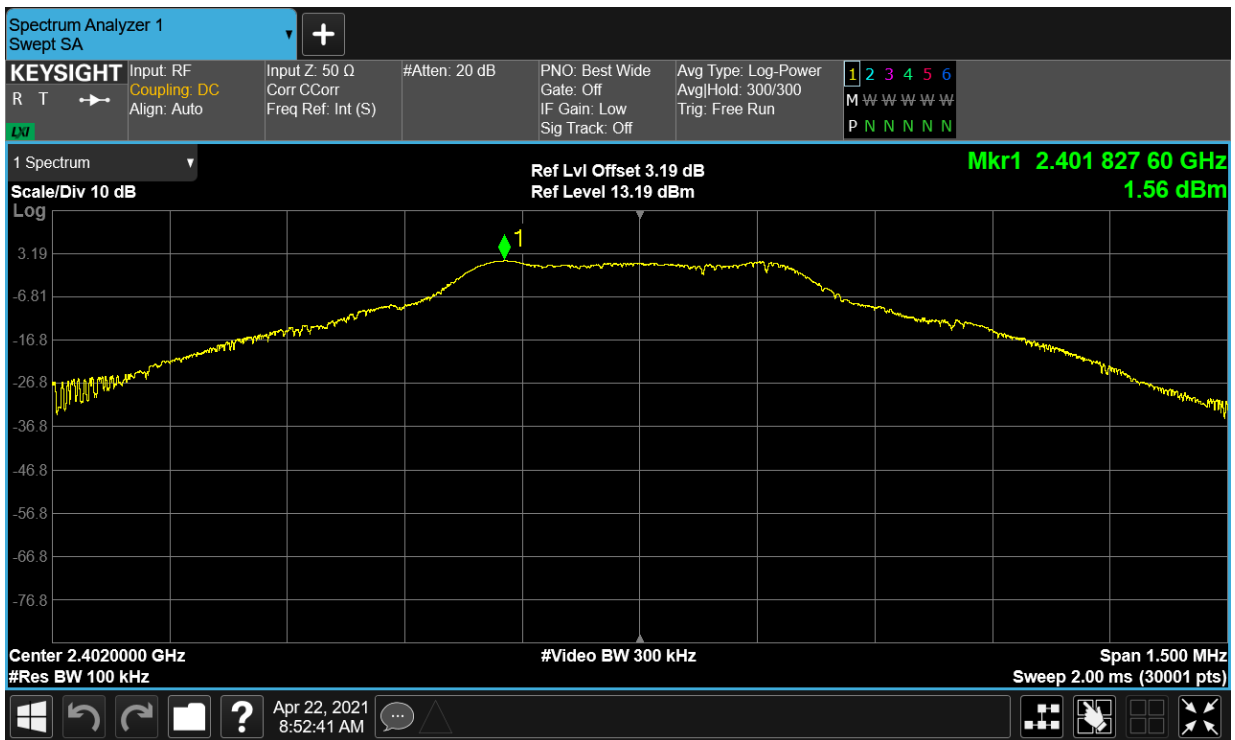 Spectrum Analyzer 1
Swept SA
+
KEYSIGHT
R T
LXI
Input: RF
Coupling: DC
Align: Auto
Input Z: 50 Ω
Corr CCorr
Freq Ref: Int (S)
#Atten: 20 dB
PNO: Best Wide
Gate: Off
IF Gain: Low
Sig Track: Off
Avg Type: Log-Power
Avg|Hold: 300/300
Trig: Free Run
1 2 3 4 5 6
M W W W W W
P N N N N N
1 Spectrum
Scale/Div 10 dB
Log
Ref Lvl Offset 3.19 dB
Ref Level 13.19 dBm
Mkr1 2.401 827 60 GHz
1.56 dBm
1
3.19
-6.81
-16.8
-26.8
-36.8
-46.8
-56.8
-66.8
-76.8
Center 2.4020000 GHz
#Res BW 100 kHz
#Video BW 300 kHz
Span 1.500 MHz
Sweep 2.00 ms (30001 pts)
?
Apr 22, 2021
8:52:41 AM